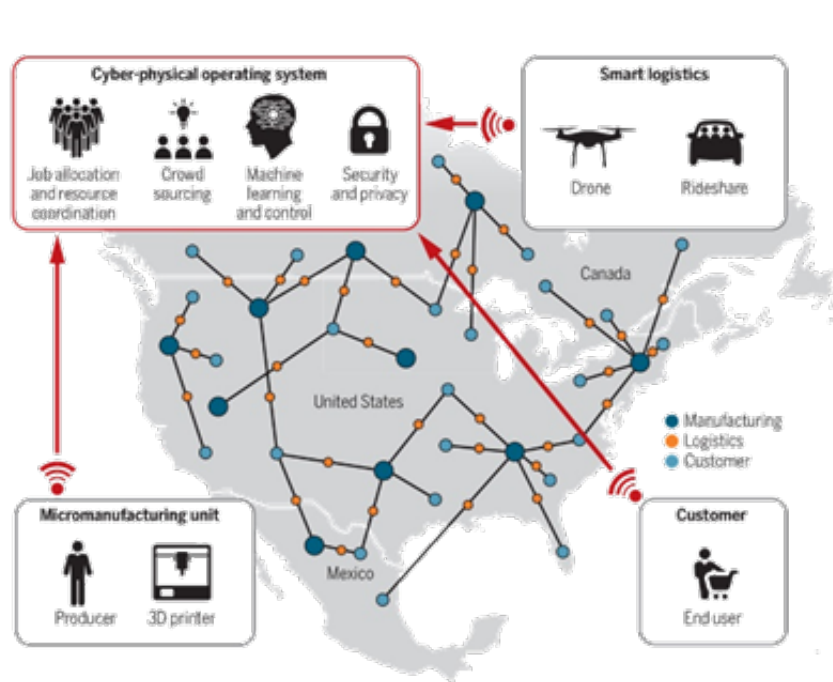 Cyber-physical operating system
Job allocation
and resource
coordination
Crowd
sourcing
Machine
learning
and control
Security
and privacy
Smart logistics
Drone
Rideshare
Canada
United States
Mexico
Manufacturing
Logistics
Customer
Micromanufacturing unit
Producer
3D printer
Customer
End user